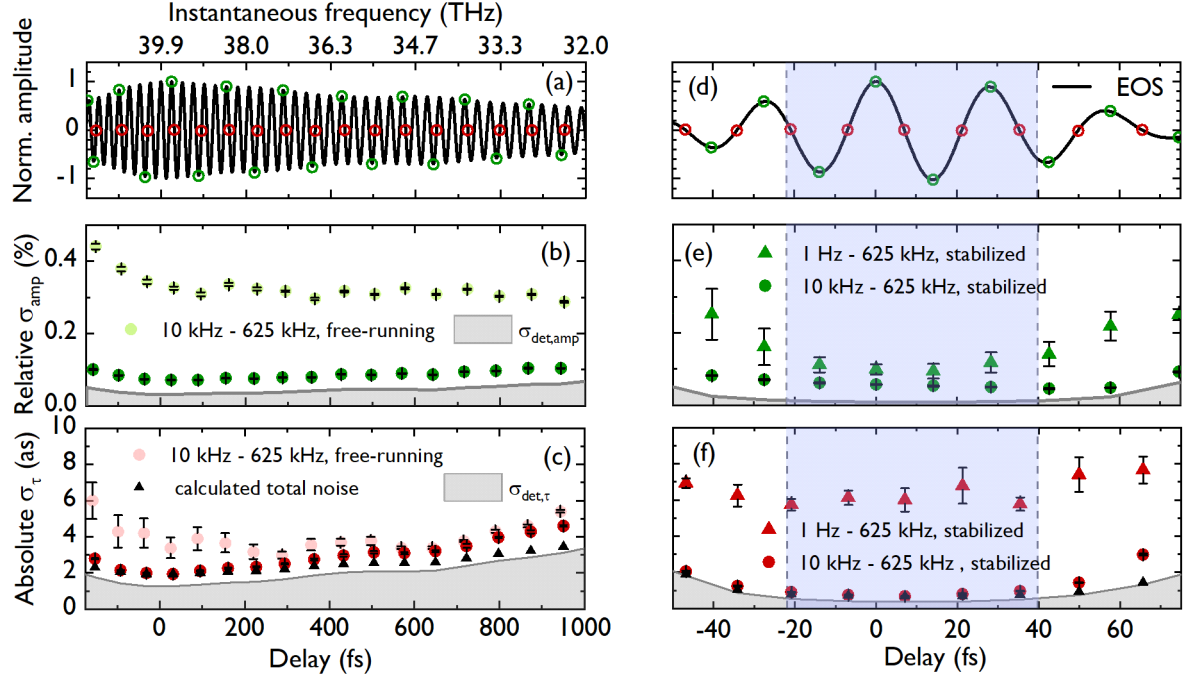 Instantaneous frequency (THz)
39.9 38.0 36.3 34.7 33.3 32.0
Norm. amplitude
1
0
-1
(a)
(d)
EOS
Relative σamp (%)
0.4
0.2
0.0
(b)
10 kHz - 625 kHz, free-running
σdet,amp
(e)
1 Hz - 625 kHz, stabilized
10 kHz - 625 kHz, stabilized
Absolute στ (as)
10
8
6
4
2
0
(c)
10 kHz - 625 kHz, free-running
calculated total noise
σdet,τ
(f)
1 Hz - 625 kHz, stabilized
10 kHz - 625 kHz , stabilized
0 200 400 600 800 1000
Delay (fs)
-40 -20 0 20 40 60
Delay (fs)